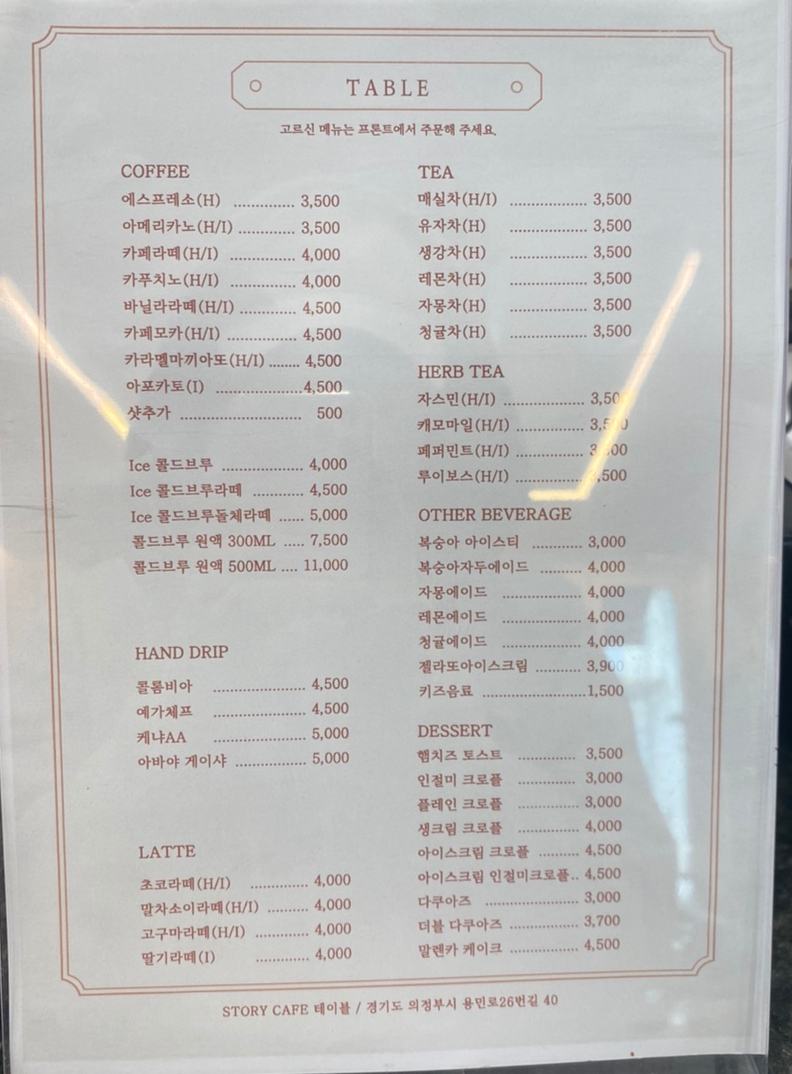 TABLE
고르신 메뉴는 프론트에서 주문해 주세요.
COFFEE
에스프레소(H) .............. 3,500
아메리카노(H/I) ............ 3,500
카페라떼(H/I) .............. 4,000
카푸치노(H/I) .............. 4,000
바닐라라떼(H/I) ............ 4,500
카페모카(H/I) .............. 4,500
카라멜마끼아또(H/I) ........ 4,500
아포카토(I) ................ 4,500
샷추가 ..................... 500
Ice 콜드브루 ............... 4,000
Ice 콜드브루라떼 ........... 4,500
Ice 콜드브루돌체라떼 ...... 5,000
콜드브루 원액 300ML ..... 7,500
콜드브루 원액 500ML .... 11,000
HAND DRIP
콜롬비아 ................... 4,500
예가체프 ................... 4,500
케냐AA ..................... 5,000
아바야 게이샤 .............. 5,000
LATTE
초코라떼(H/I) .............. 4,000
말차소이라떼(H/I) .......... 4,000
고구마라떼(H/I) ............ 4,000
딸기라떼(I) ................ 4,000
TEA
매실차(H/I) ................ 3,500
유자차(H) .................. 3,500
생강차(H) .................. 3,500
레몬차(H) .................. 3,500
자몽차(H) .................. 3,500
청귤차(H) .................. 3,500
HERB TEA
자스민(H/I) ................ 3,500
캐모마일(H/I) .............. 3,500
페퍼민트(H/I) ..............
루이보스(H/I) ..............
OTHER BEVERAGE
복숭아 아이스티 ............ 3,000
복숭아자두에이드 .......... 4,000
자몽에이드 ................. 4,000
레몬에이드 ................. 4,000
청귤에이드 ................. 4,000
젤라또아이스크림 .......... 3,900
키즈음료 ................... 1,500
DESSERT
햄치즈 토스트 .............. 3,500
인절미 크로플 .............. 3,000
플레인 크로플 .............. 3,000
생크림 크로플 .............. 4,000
아이스크림 크로플 .......... 4,500
아이스크림 인절미크로플.. 4,500
다쿠아즈 ................... 3,000
더블 다쿠아즈 .............. 3,700
말렌카 케이크 .............. 4,500
STORY CAFE 테이블 / 경기도 의정부시 용민로26번길 40